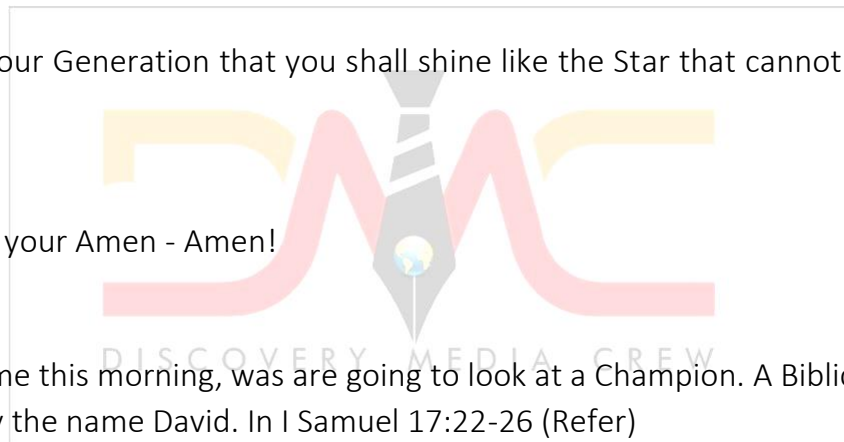 our Generation that you shall shine like the Star that cannot
your Amen - Amen!
DISCOVERY MEDIA CREW
me this morning, was are going to look at a Champion. A Biblic
y the name David. In I Samuel 17:22-26 (Refer)